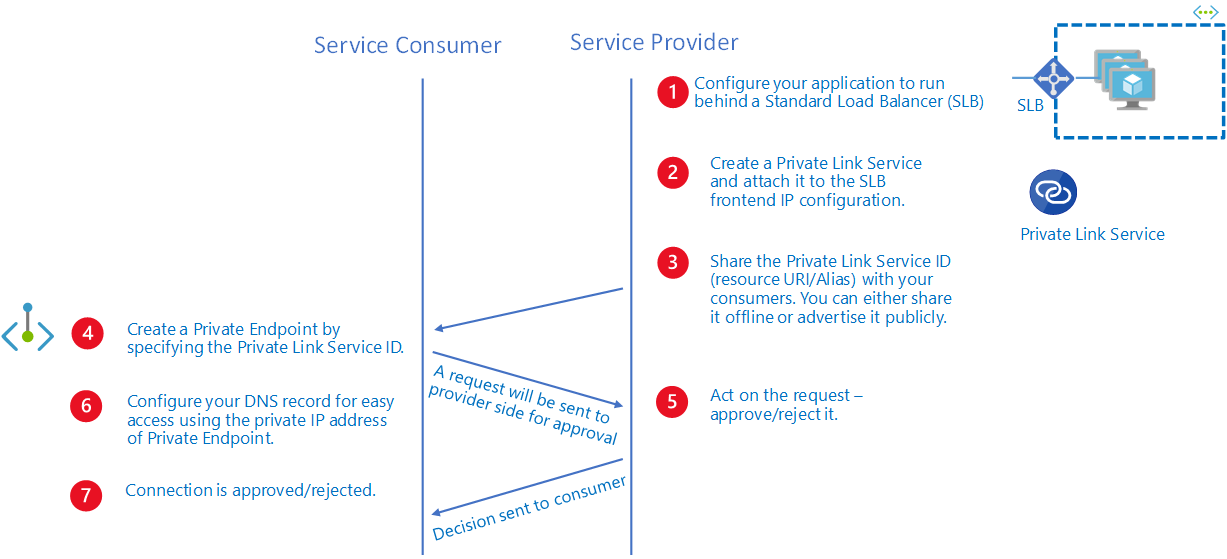 Service Consumer
Service Provider
1
Configure your application to run
behind a Standard Load Balancer (SLB)
SLB
2
Create a Private Link Service
and attach it to the SLB
frontend IP configuration.
Private Link Service
3
Share the Private Link Service ID
(resource URI/Alias) with your
consumers. You can either share
it offline or advertise it publicly.
4
Create a Private Endpoint by
specifying the Private Link Service ID.
A request will be sent to
provider side for approval
5
Act on the request –
approve/reject it.
6
Configure your DNS record for easy
access using the private IP address
of Private Endpoint.
7
Connection is approved/rejected.
Decision sent to consumer